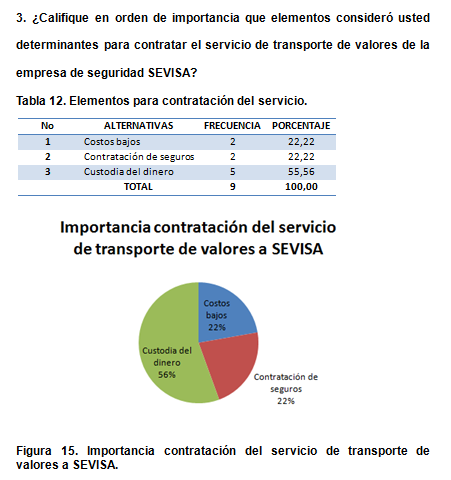 3. ¿Califique en orden de importancia que elementos consideró usted
determinantes para contratar el servicio de transporte de valores de la
empresa de seguridad SEVISA?
Tabla 12. Elementos para contratación del servicio.
No ALTERNATIVAS FRECUENCIA PORCENTAJE
1 Costos bajos 2 22,22
2 Contratación de seguros 2 22,22
3 Custodia del dinero 5 55,56
TOTAL 9 100,00
Importancia contratación del servicio
de transporte de valores a SEVISA
Costos
bajos
22%
Custodia del
dinero
56%
Contratación de
seguros
22%
Figura 15. Importancia contratación del servicio de transporte de
valores a SEVISA.